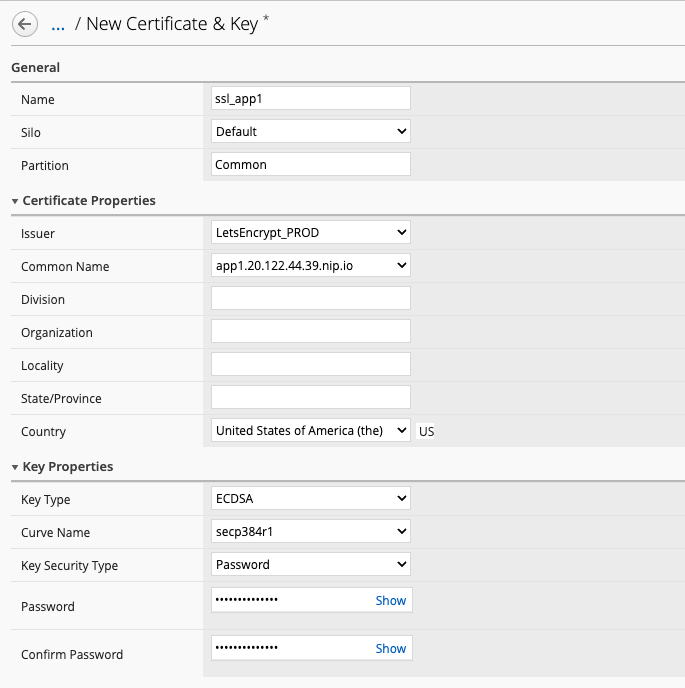 ... / New Certificate & Key *
General
Name ssl_app1
Silo Default
Partition Common
Certificate Properties
Issuer LetsEncrypt_PROD
Common Name app1.20.122.44.39.nip.io
Division
Organization
Locality
State/Province
Country United States of America (the) US
Key Properties
Key Type ECDSA
Curve Name secp384r1
Key Security Type Password
Password •••••••••••••• Show
Confirm Password •••••••••••••• Show